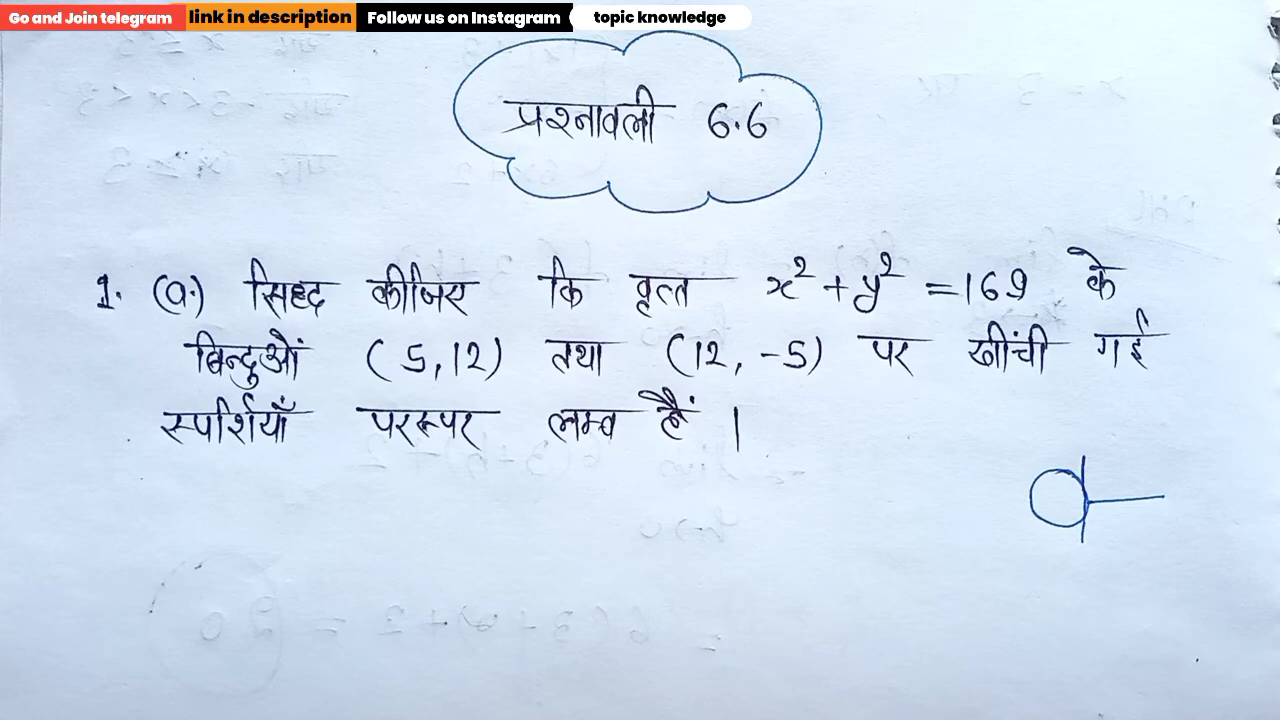 Go and Join telegram link in description Follow us on Instagram topic knowledge
प्रश्नावली 6.6
1. (a.) सिद्ध कीजिए कि वृत्त x² + y² = 169 के
बिन्दुओं (5, 12) तथा (12, -5) पर खींची गई
स्पर्शियाँ परस्पर लम्ब हैं।